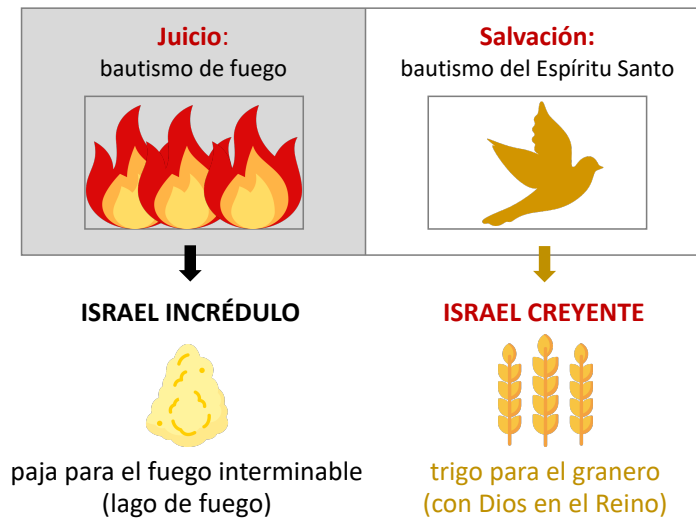 Juicio:
bautismo de fuego
Salvación:
bautismo del Espíritu Santo
ISRAEL INCRÉDULO
ISRAEL CREYENTE
paja para el fuego interminable
(lago de fuego)
trigo para el granero
(con Dios en el Reino)